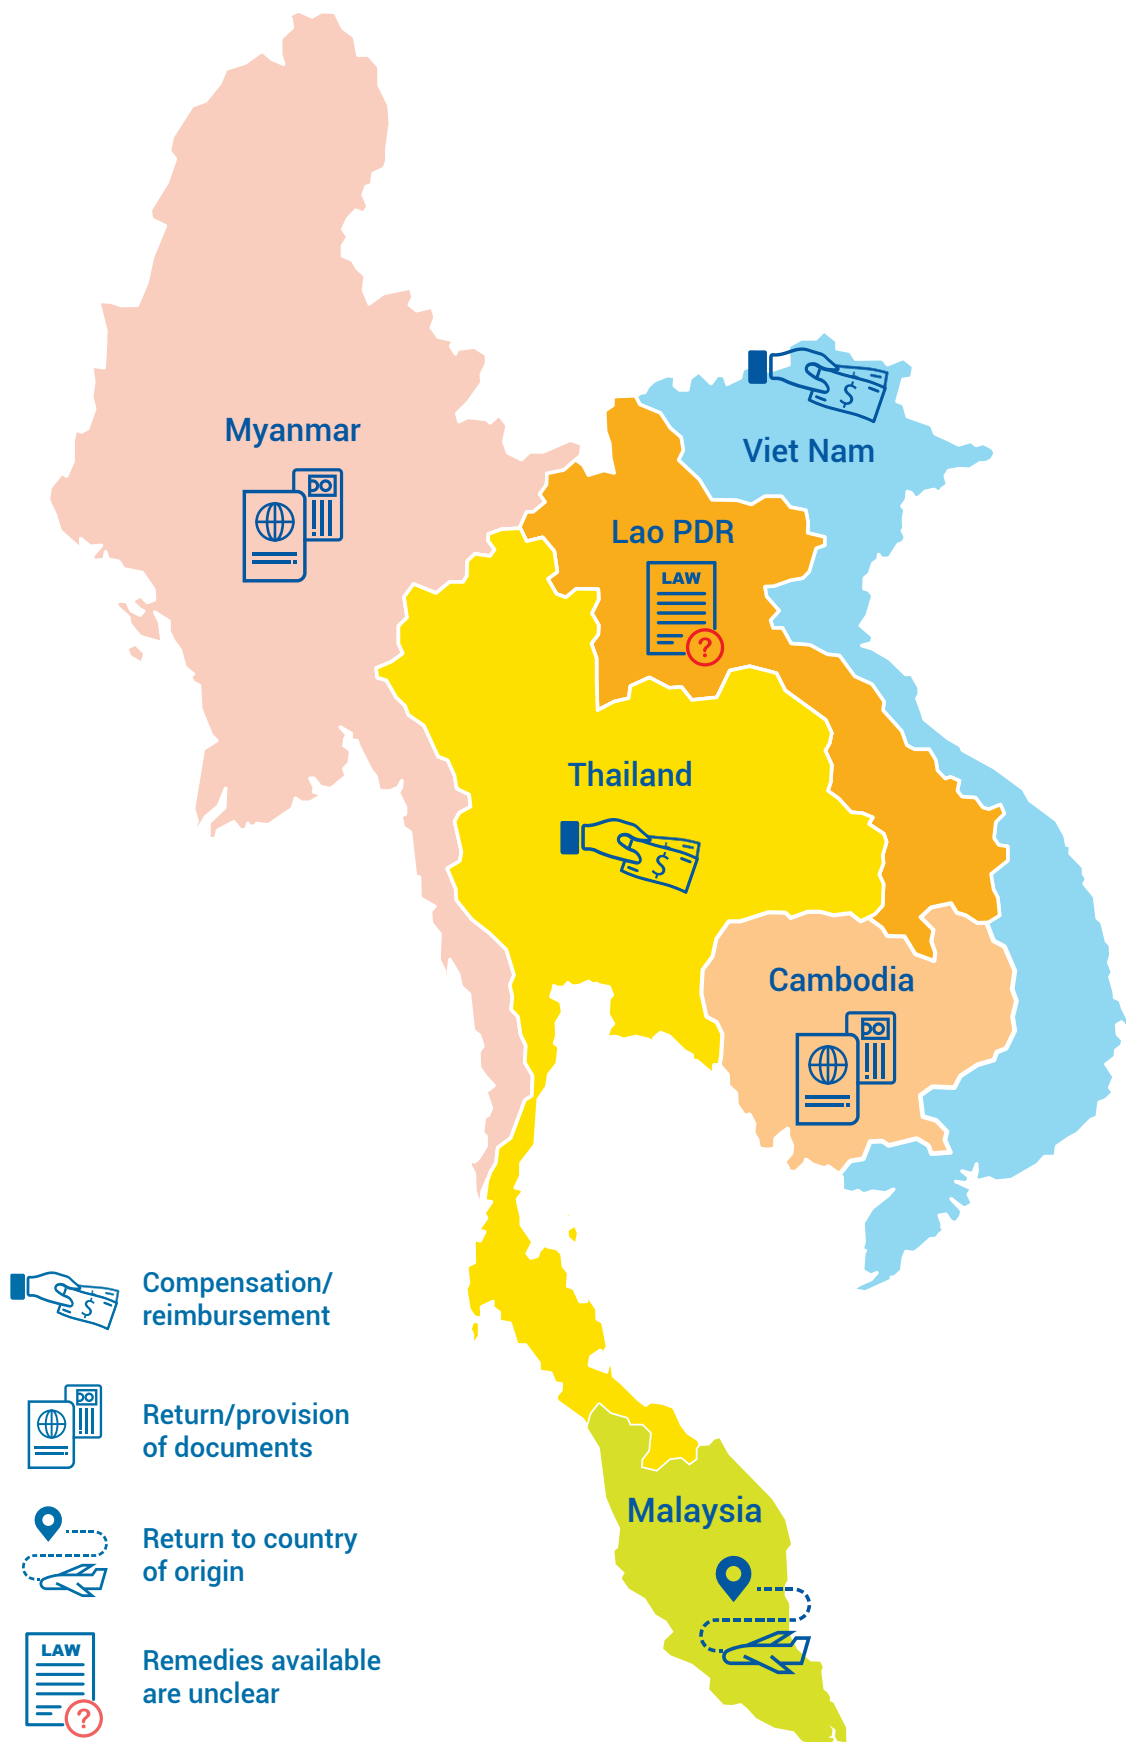 Myanmar
Viet Nam
$
Lao PDR
LAW
?
Thailand
$
Cambodia
Compensation/
reimbursement
$
Return/provision
of documents
Malaysia
Return to country
of origin
LAW
?
Remedies available
are unclear